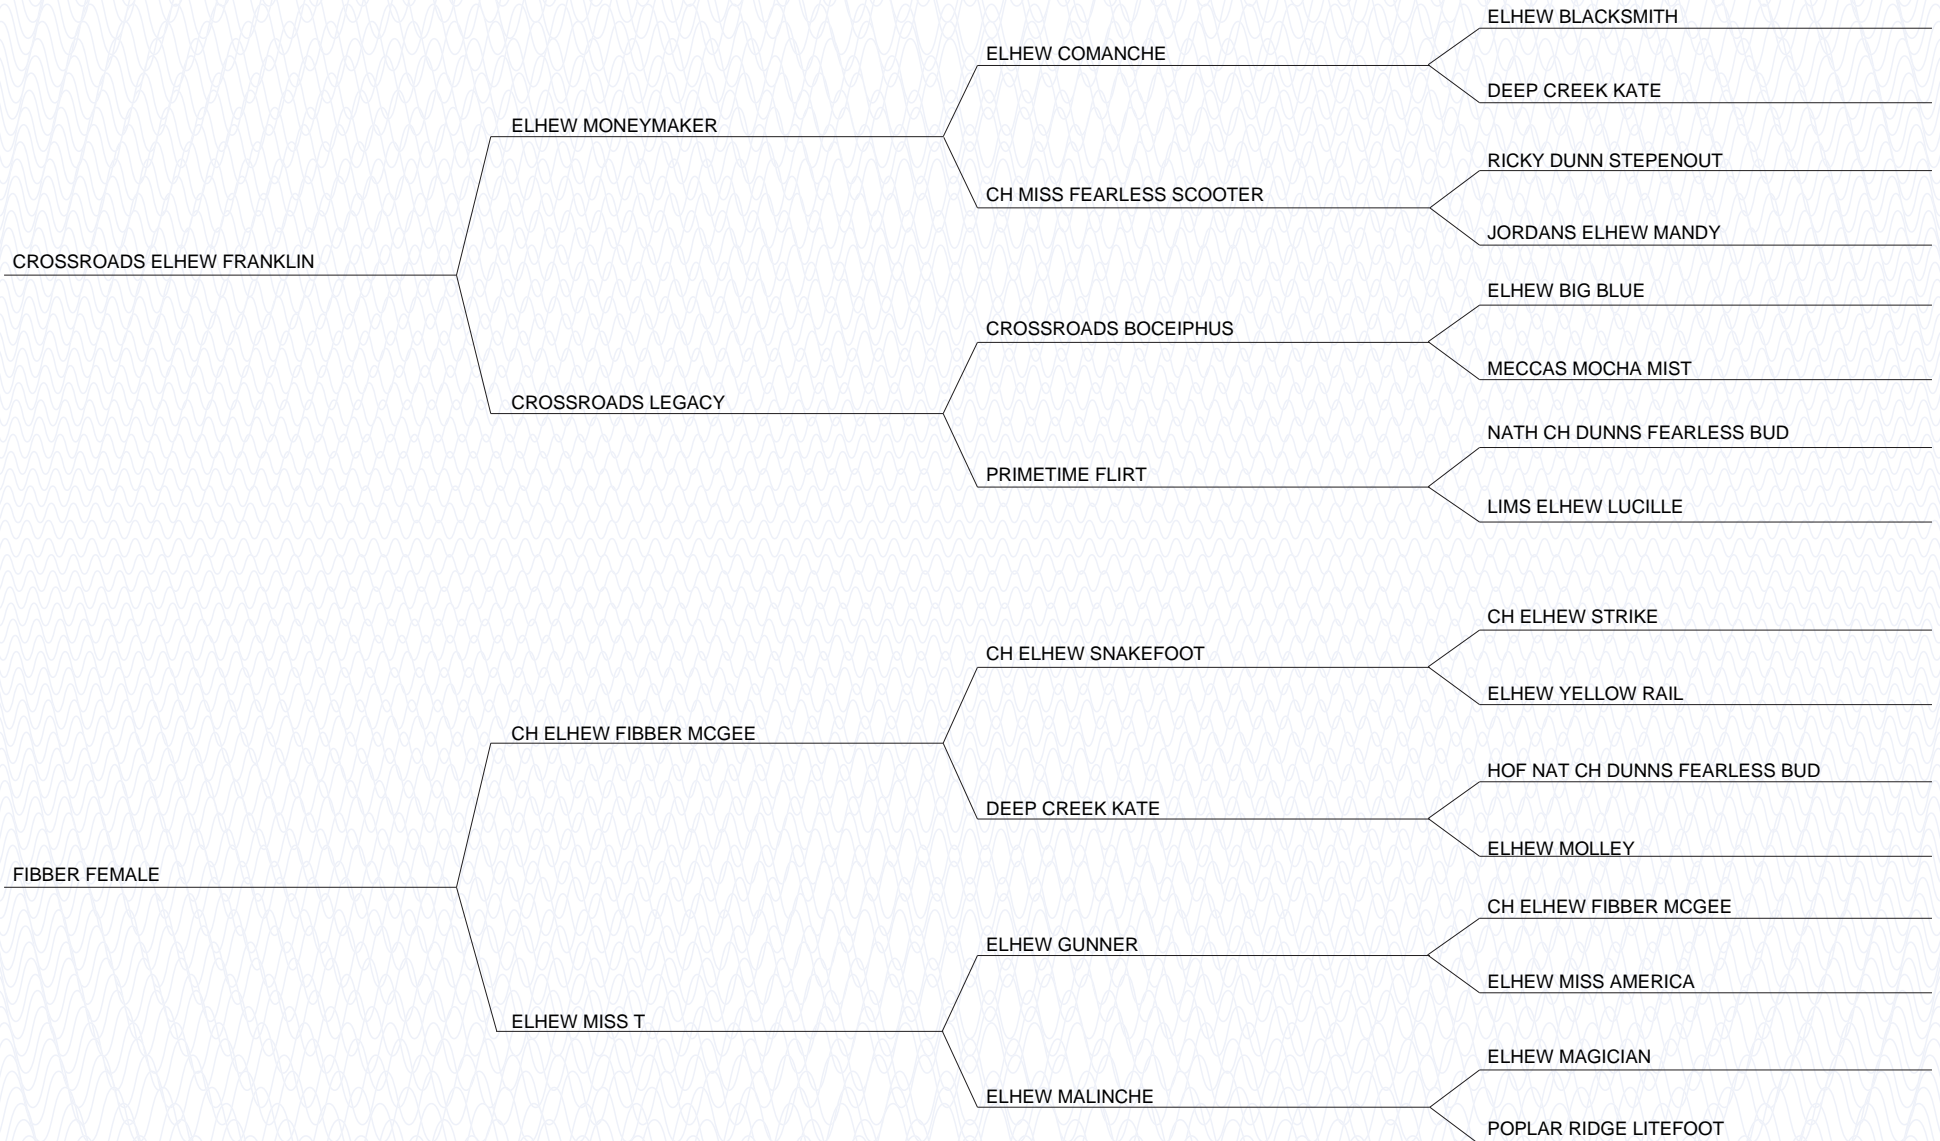 ELHEW BLACKSMITH
ELHEW COMANCHE
DEEP CREEK KATE
ELHEW MONEYMAKER
RICKY DUNN STEPENOUT
CH MISS FEARLESS SCOOTER
JORDANS ELHEW MANDY
CROSSROADS ELHEW FRANKLIN
ELHEW BIG BLUE
CROSSROADS BOCEIPHUS
MECCAS MOCHA MIST
CROSSROADS LEGACY
NATH CH DUNNS FEARLESS BUD
PRIMETIME FLIRT
LIMS ELHEW LUCILLE
CH ELHEW STRIKE
CH ELHEW SNAKEFOOT
ELHEW YELLOW RAIL
CH ELHEW FIBBER MCGEE
HOF NAT CH DUNNS FEARLESS BUD
DEEP CREEK KATE
ELHEW MOLLEY
FIBBER FEMALE
CH ELHEW FIBBER MCGEE
ELHEW GUNNER
ELHEW MISS AMERICA
ELHEW MISS T
ELHEW MAGICIAN
ELHEW MALINCHE
POPLAR RIDGE LITEFOOT